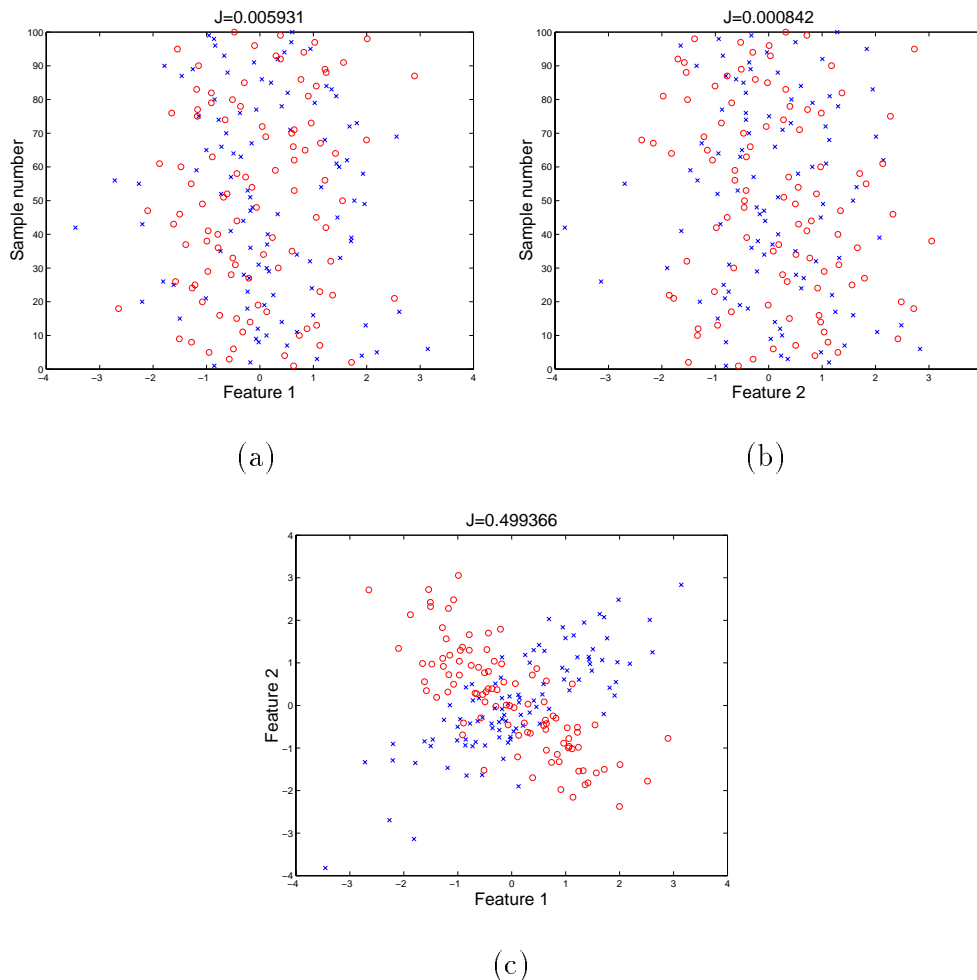 J=0.005931
100
90
80
70
60
50
40
30
20
10
0
Sample number
−4 −3 −2 −1 0 1 2 3 4
Feature 1
(a)
J=0.000842
100
90
80
70
60
50
40
30
20
10
0
Sample number
−4 −3 −2 −1 0 1 2 3
Feature 2
(b)
J=0.499366
4
3
2
1
0
−1
−2
−3
−4
Feature 2
−4 −3 −2 −1 0 1 2 3 4
Feature 1
(c)